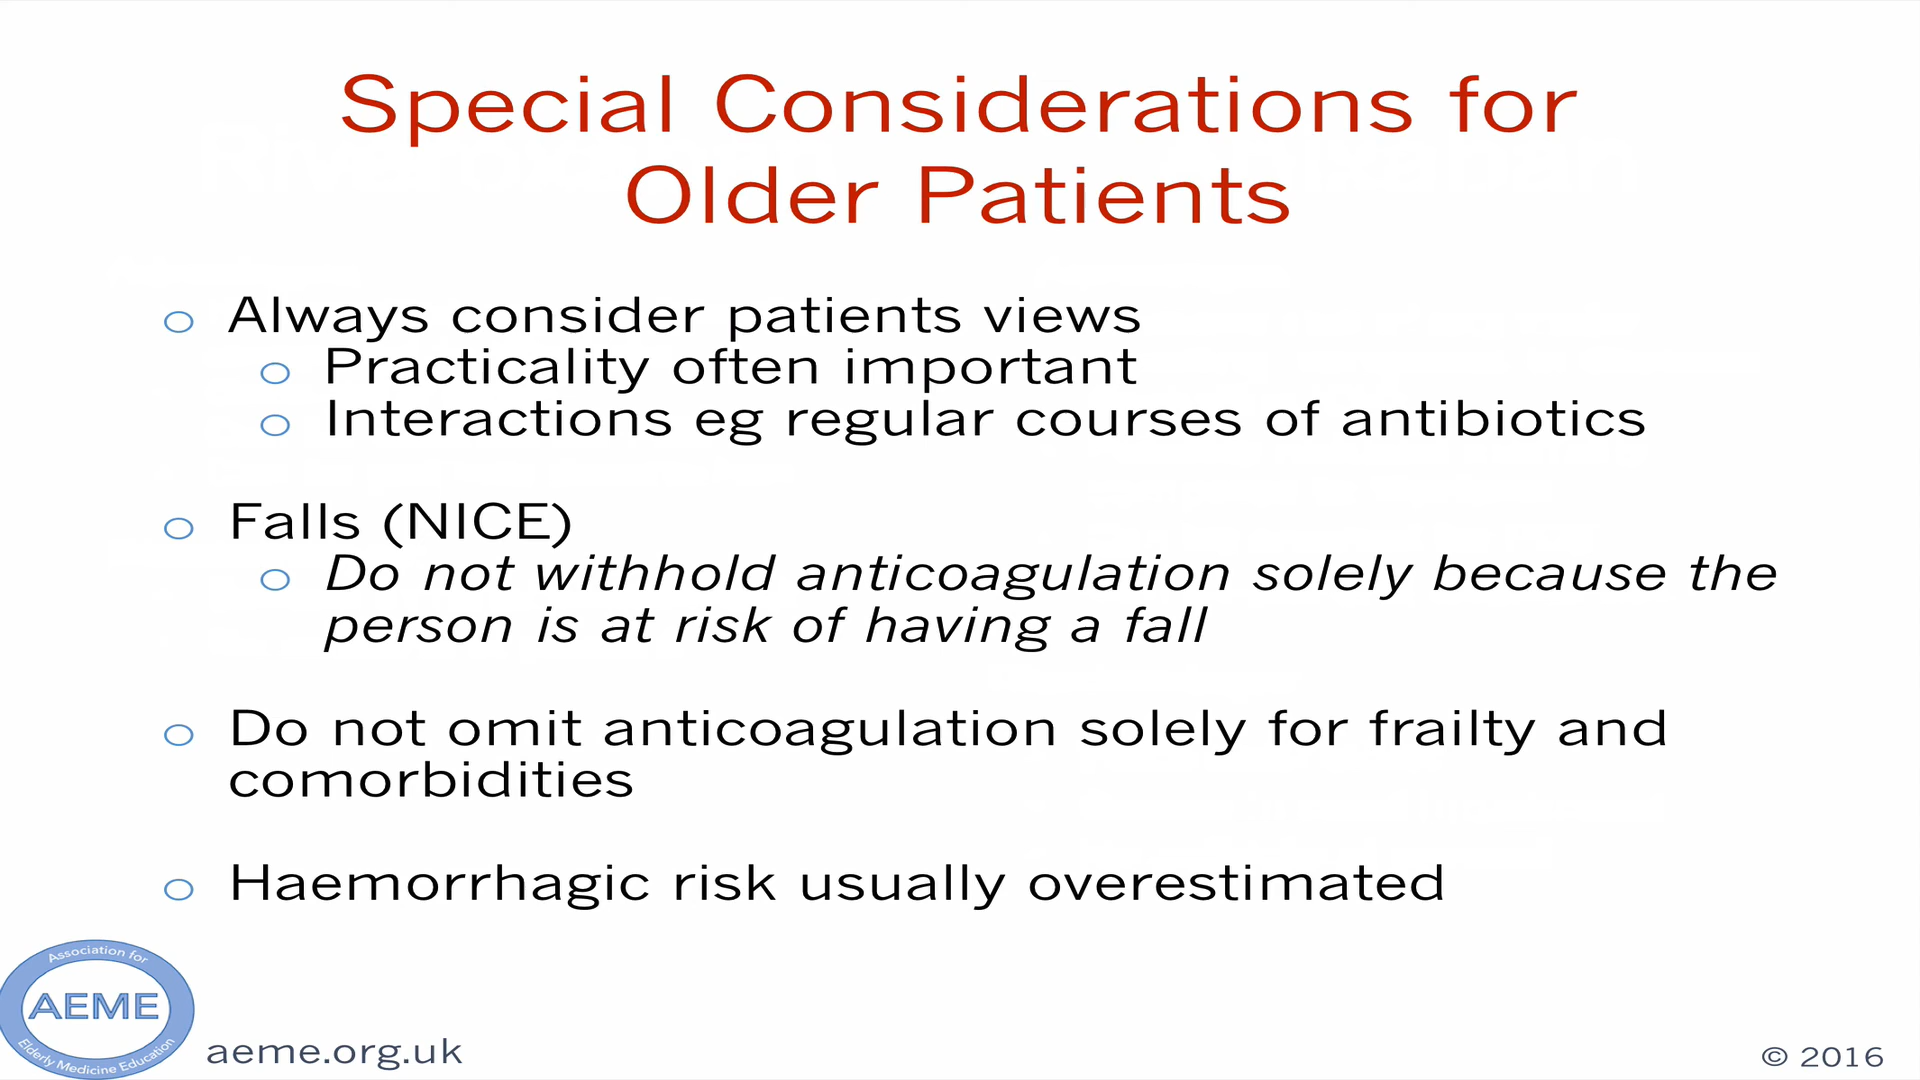 Special Considerations for
Older Patients
Always consider patients views
Practicality often important
Interactions eg regular courses of antibiotics
Falls (NICE)
Do not withhold anticoagulation solely because the
person is at risk of having a fall
Do not omit anticoagulation solely for frailty and
comorbidities
Haemorrhagic risk usually overestimated
Association for
AEME
Elderly Medicine Education
aeme.org.uk
© 2016